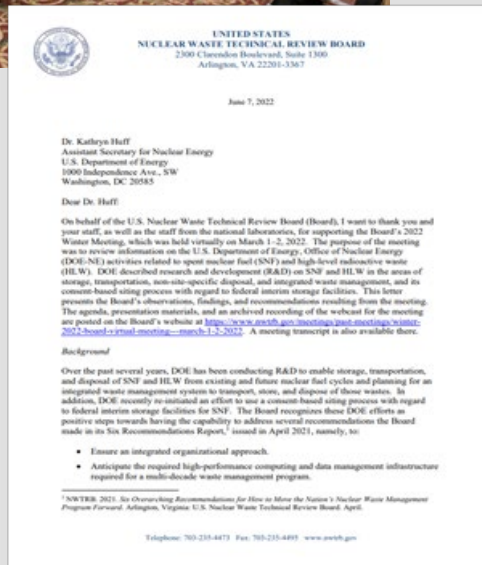 UNITED STATES
NUCLEAR WASTE TECHNICAL REVIEW BOARD
2300 Clarendon Boulevard, Suite 1300
Arlington, VA 22201-3367
June 7, 2022
Dr. Kathryn Huff
Assistant Secretary for Nuclear Energy
U.S. Department of Energy
1000 Independence Ave., SW
Washington, DC 20585
Dear Dr. Huff:
On behalf of the U.S. Nuclear Waste Technical Review Board (Board), I want to thank you and
your staff, as well as the staff from the national laboratories, for supporting the Board's 2022
Winter Meeting, which was held virtually on March 1–2, 2022. The purpose of the meeting
was to review information on the U.S. Department of Energy, Office of Nuclear Energy
(DOE-NE) activities related to spent nuclear fuel (SNF) and high-level radioactive waste
(HLW). DOE described research and development (R&D) on SNF and HLW in the areas of
storage, transportation, non-site-specific disposal, and integrated waste management, and its
consent-based siting process with regard to federal interim storage facilities. This letter
presents the Board's observations, findings, and recommendations resulting from the meeting.
The agenda, presentation materials, and an archived recording of the webcast for the meeting
are posted on the Board's website at https://www.nwtrb.gov/meetings/past-meetings/winter-
2022-board-virtual-meeting---march-1-2-2022. A meeting transcript is also available there.
Background
Over the past several years, DOE has been conducting R&D to enable storage, transportation,
and disposal of SNF and HLW from existing and future nuclear fuel cycles and planning for an
integrated waste management system to transport, store, and dispose of those wastes. In
addition, DOE recently re-initiated an effort to use a consent-based siting process with regard
to federal interim storage facilities for SNF. The Board recognizes these DOE efforts as
positive steps towards having the capability to address several recommendations the Board
made in its Six Recommendations Report,¹ issued in April 2021, namely, to:
• Ensure an integrated organizational approach.
• Anticipate the required high-performance computing and data management infrastructure
required for a multi-decade waste management program.
¹ NWTRB. 2021. Six Overarching Recommendations for How to Move the Nation's Nuclear Waste Management
Program Forward. Arlington, Virginia: U.S. Nuclear Waste Technical Review Board. April.
Telephone: 703-235-4473 Fax: 703-235-4495 www.nwtrb.gov